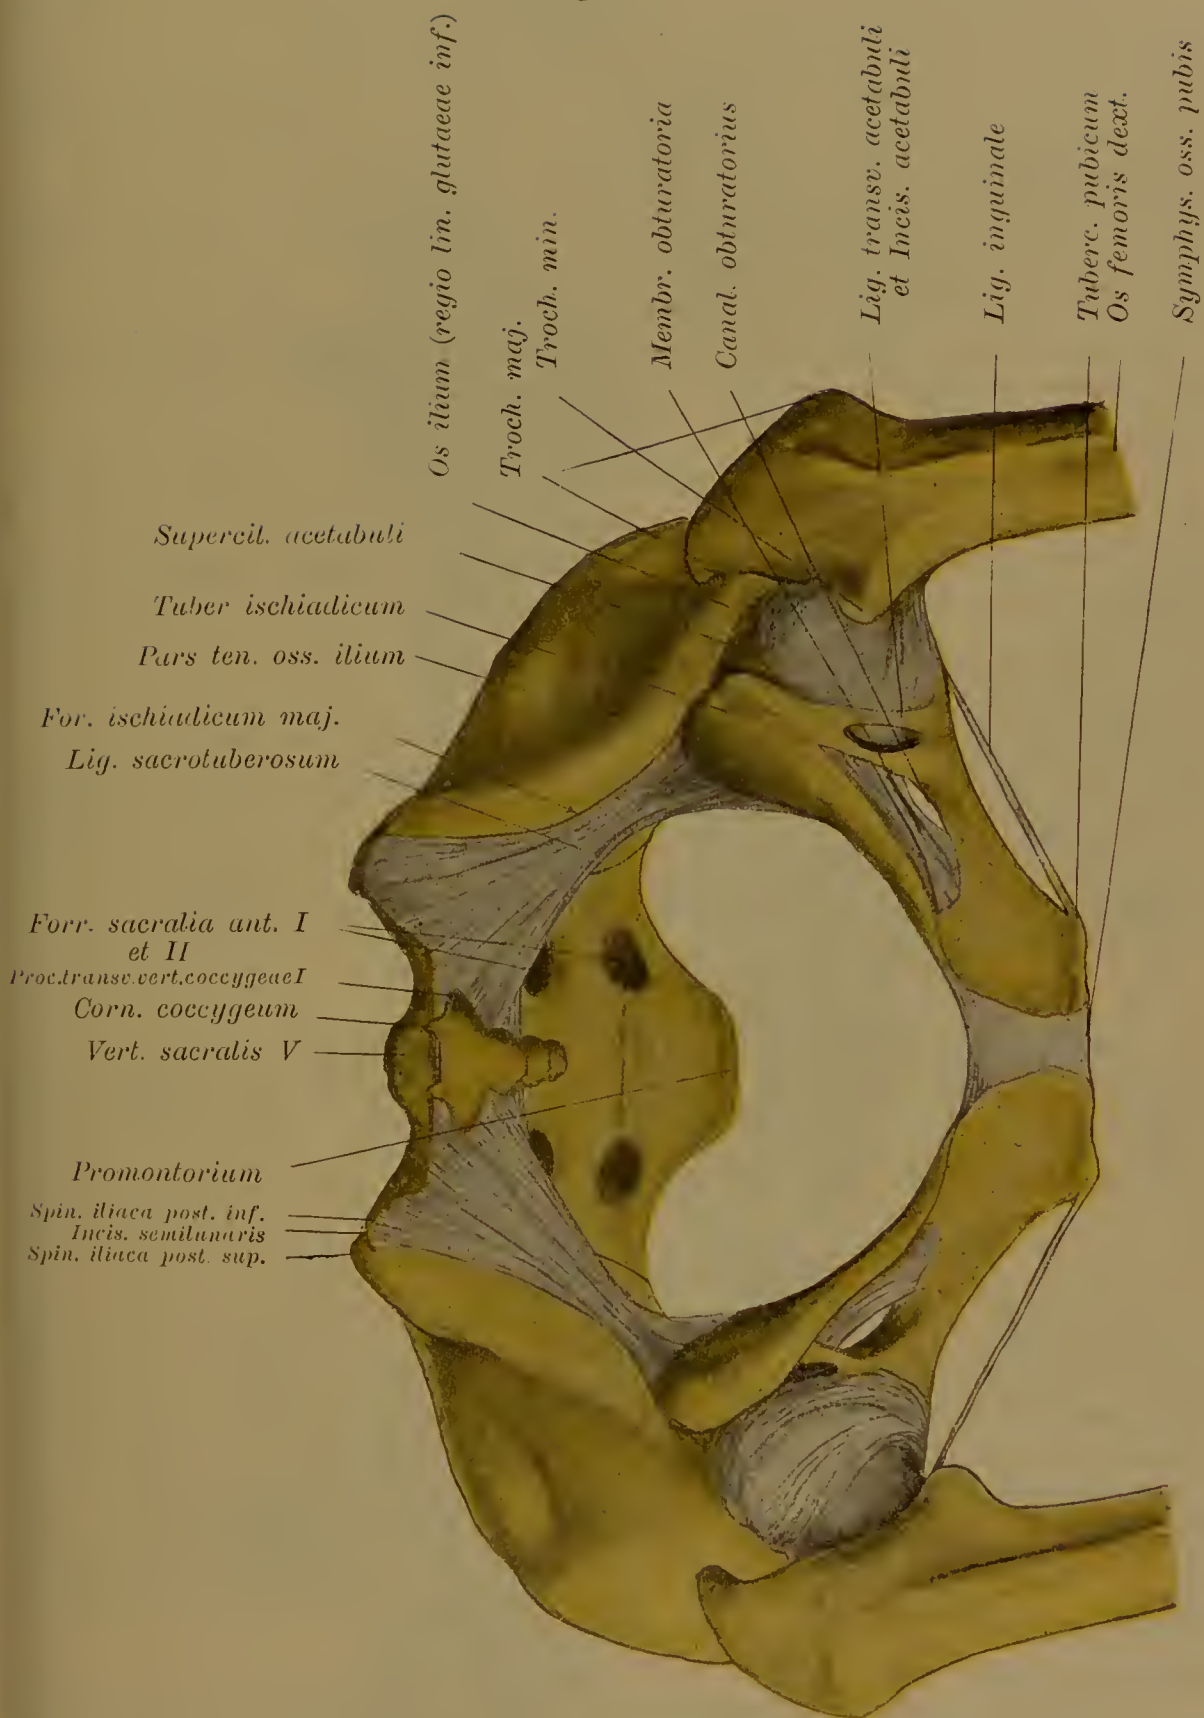 Os ilium (regio lin. glutaeae inf.)
Troch. maj.
Troch. min.
Membr. obturatoria
Canal. obturatorius
Lig. transv. acetabuli
et Incis. acetabuli
Lig. inguinale
Tuberc. pubicum
Os femoris dext.
Symphys. oss. pubis
Supercil. acetabuli
Tuber ischiadicum
Pars ten. oss. ilium
For. ischiadicum maj.
Lig. sacrotuberosum
Forr. sacralia ant. I
et II
Proc. transv. vert. coccygeae I
Corn. coccygeum
Vert. sacralis V
Promontorium
Spin. iliaca post. inf.
Incis. semilunaris
Spin. iliaca post. sup.